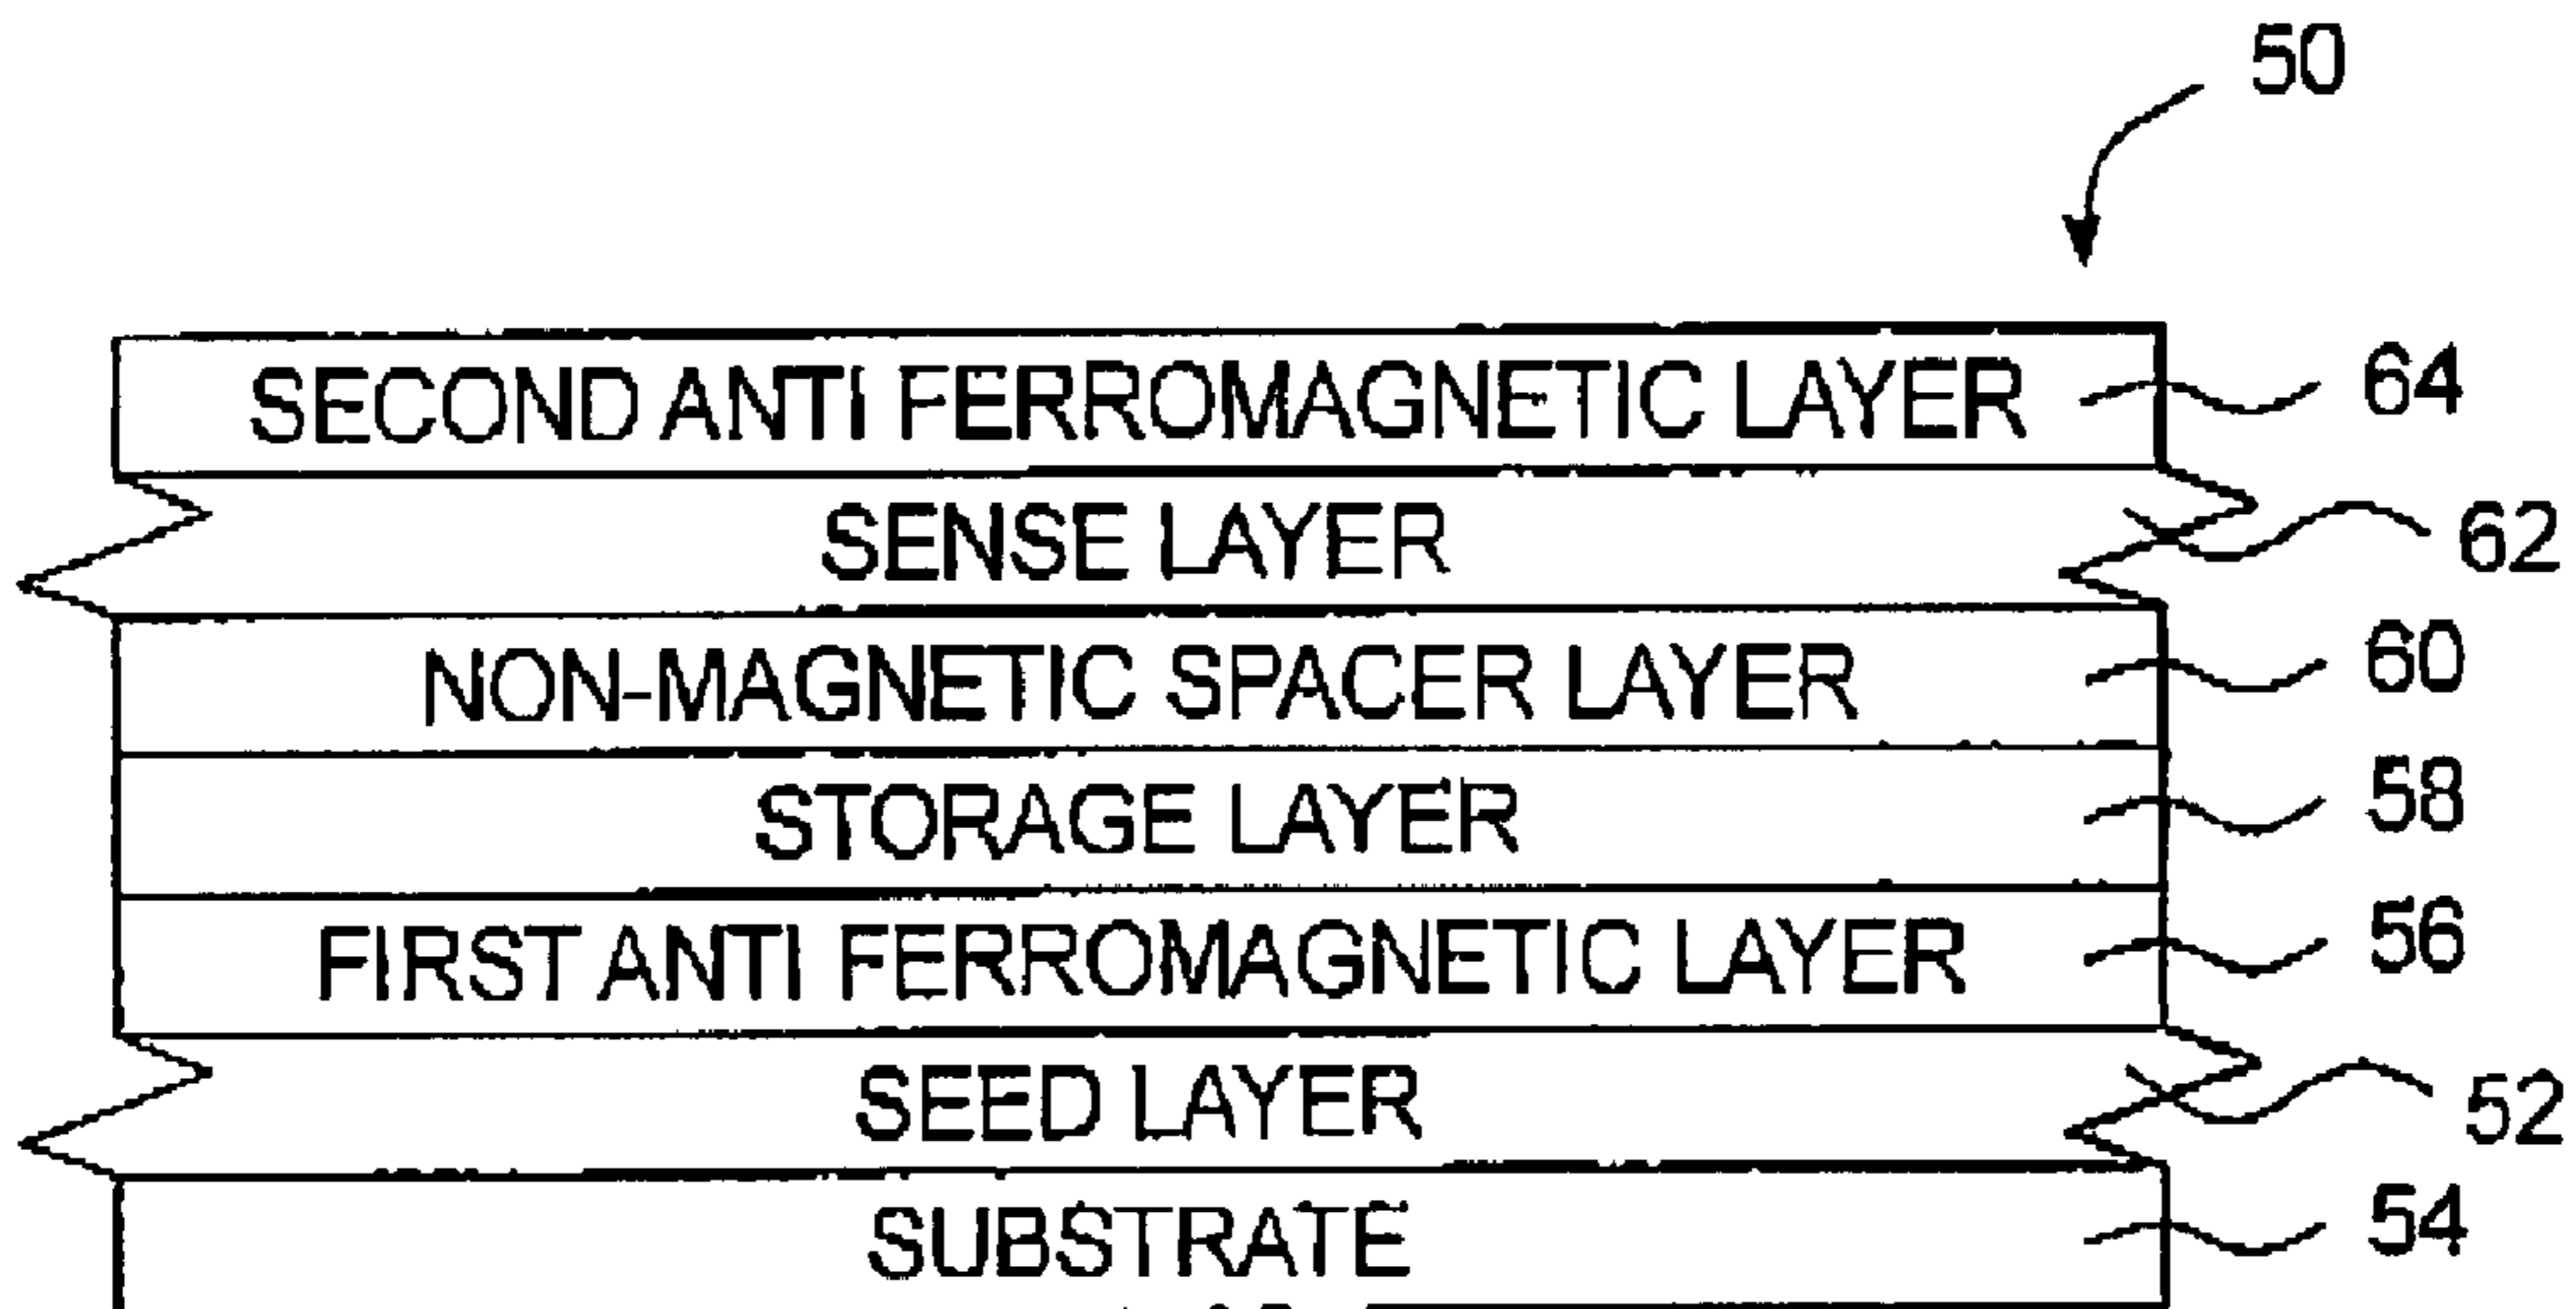 50
SECOND ANTI FERROMAGNETIC LAYER 64
SENSE LAYER 62
NON-MAGNETIC SPACER LAYER 60
STORAGE LAYER 58
FIRST ANTI FERROMAGNETIC LAYER 56
SEED LAYER 52
SUBSTRATE 54